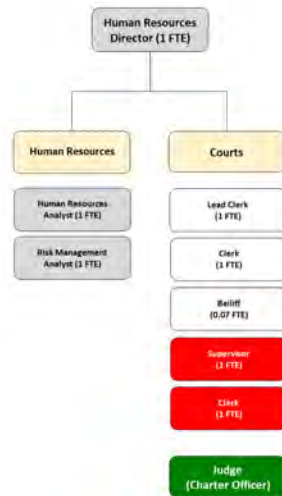 Human Resources
Director (1 FTE)
Human Resources
Human Resources
Analyst (1 FTE)
Risk Management
Analyst (1 FTE)
Courts
Lead Clerk
(1 FTE)
Clerk
(1 FTE)
Bailiff
(0.07 FTE)
Supervisor
(1 FTE)
Clerk
(1 FTE)
Judge
(Charter Officer)